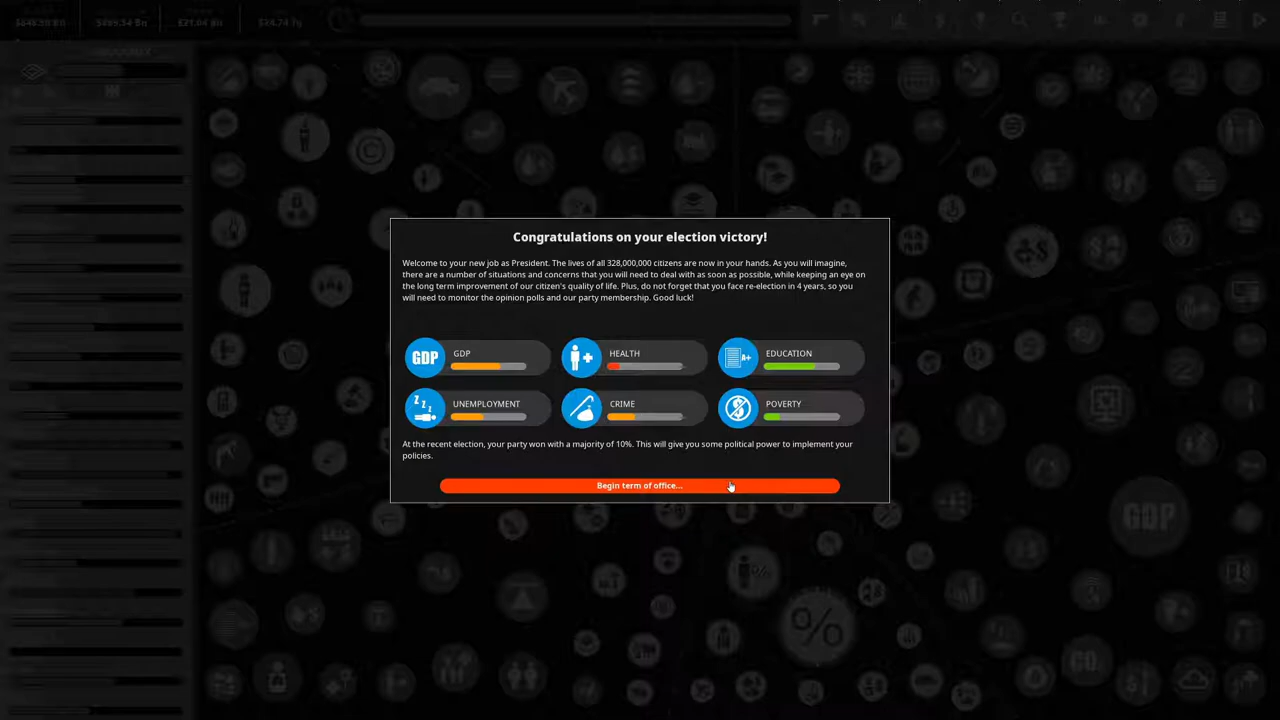 Congratulations on your election victory!
Welcome to your new job as President. The lives of all 328,000,000 citizens are now in your hands. As you will imagine,
there are a number of situations and concerns that you will need to deal with as soon as possible, while keeping an eye on
the long term improvement of our citizen's quality of life. Plus, do not forget that you face re-election in 4 years, so you
will need to monitor the opinion polls and our party membership. Good luck!
GDP GDP
HEALTH
A+ EDUCATION
Z Z Z UNEMPLOYMENT
CRIME
POVERTY
At the recent election, your party won with a majority of 10%. This will give you some political power to implement your
policies.
Begin term of office...
GDP
%